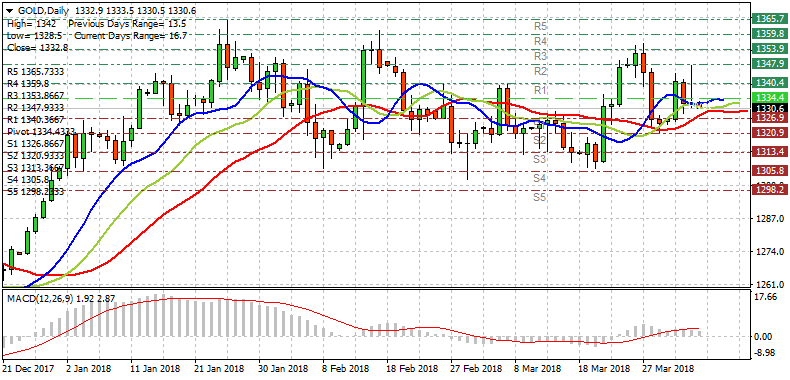 GOLD,Daily 1332.9 1333.5 1330.5 1330.6
High= 1342 Previous Days Range= 13.5
Low= 1328.5 Current Days Range= 16.7
Close= 1332.8
R5 1365.7333
R4 1359.8
R3 1353.8667
R2 1347.9333
R1 1340.3667
Pivot 1334.4333
S1 1326.8667
S2 1320.9333
S3 1313.3667
S4 1305.8
S5 1298.2333
R5
R4
R3
R2
R1
S2
S3
S4
S5
1365.7
1359.8
1353.9
1347.9
1340.4
1334.4
1330.6
1326.9
1320.9
1313.4
1305.8
1298.2
1287.0
1274.0
1261.0
MACD(12,26,9) 1.92 2.87
17.66
0.00
-8.98
21 Dec 2017
2 Jan 2018
11 Jan 2018
21 Jan 2018
30 Jan 2018
8 Feb 2018
18 Feb 2018
27 Feb 2018
8 Mar 2018
18 Mar 2018
27 Mar 2018